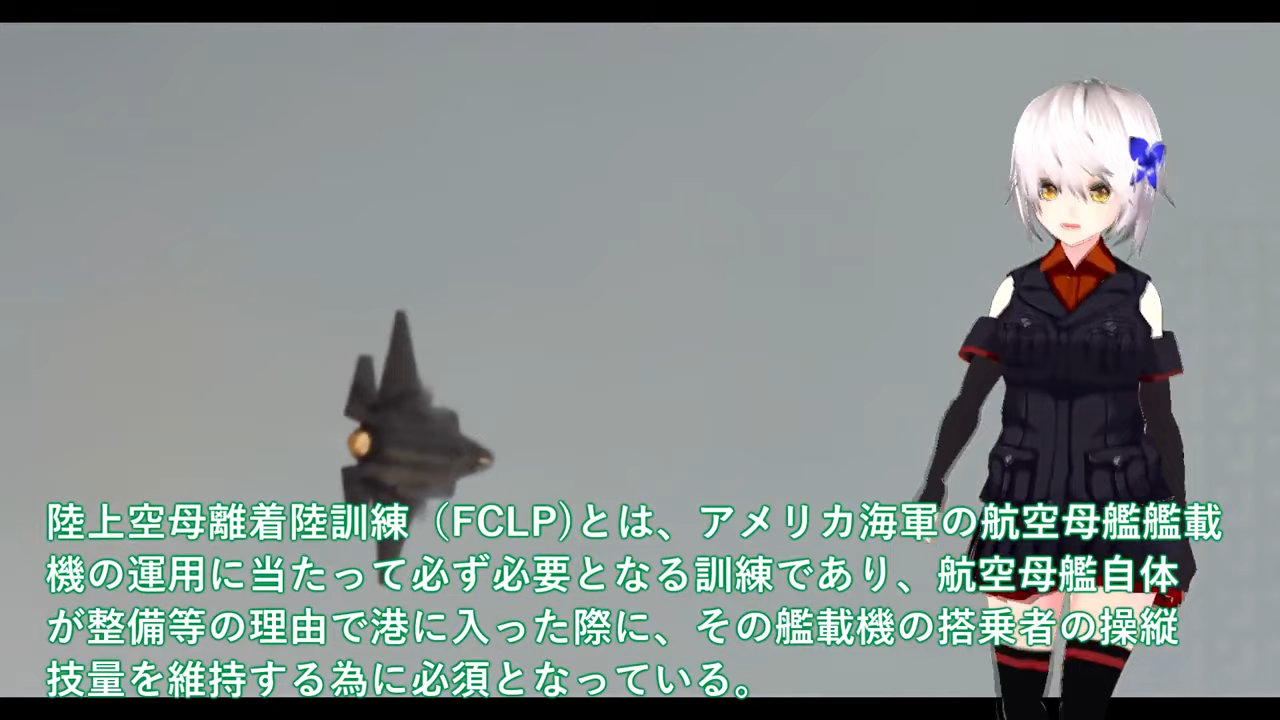 陸上空母離着陸訓練（FCLP)とは、アメリカ海軍の航空母艦艦載
機の運用に当たって必ず必要となる訓練であり、航空母艦自体
が整備等の理由で港に入った際に、その艦載機の搭乗者の操縦
技量を維持する為に必須となっている。